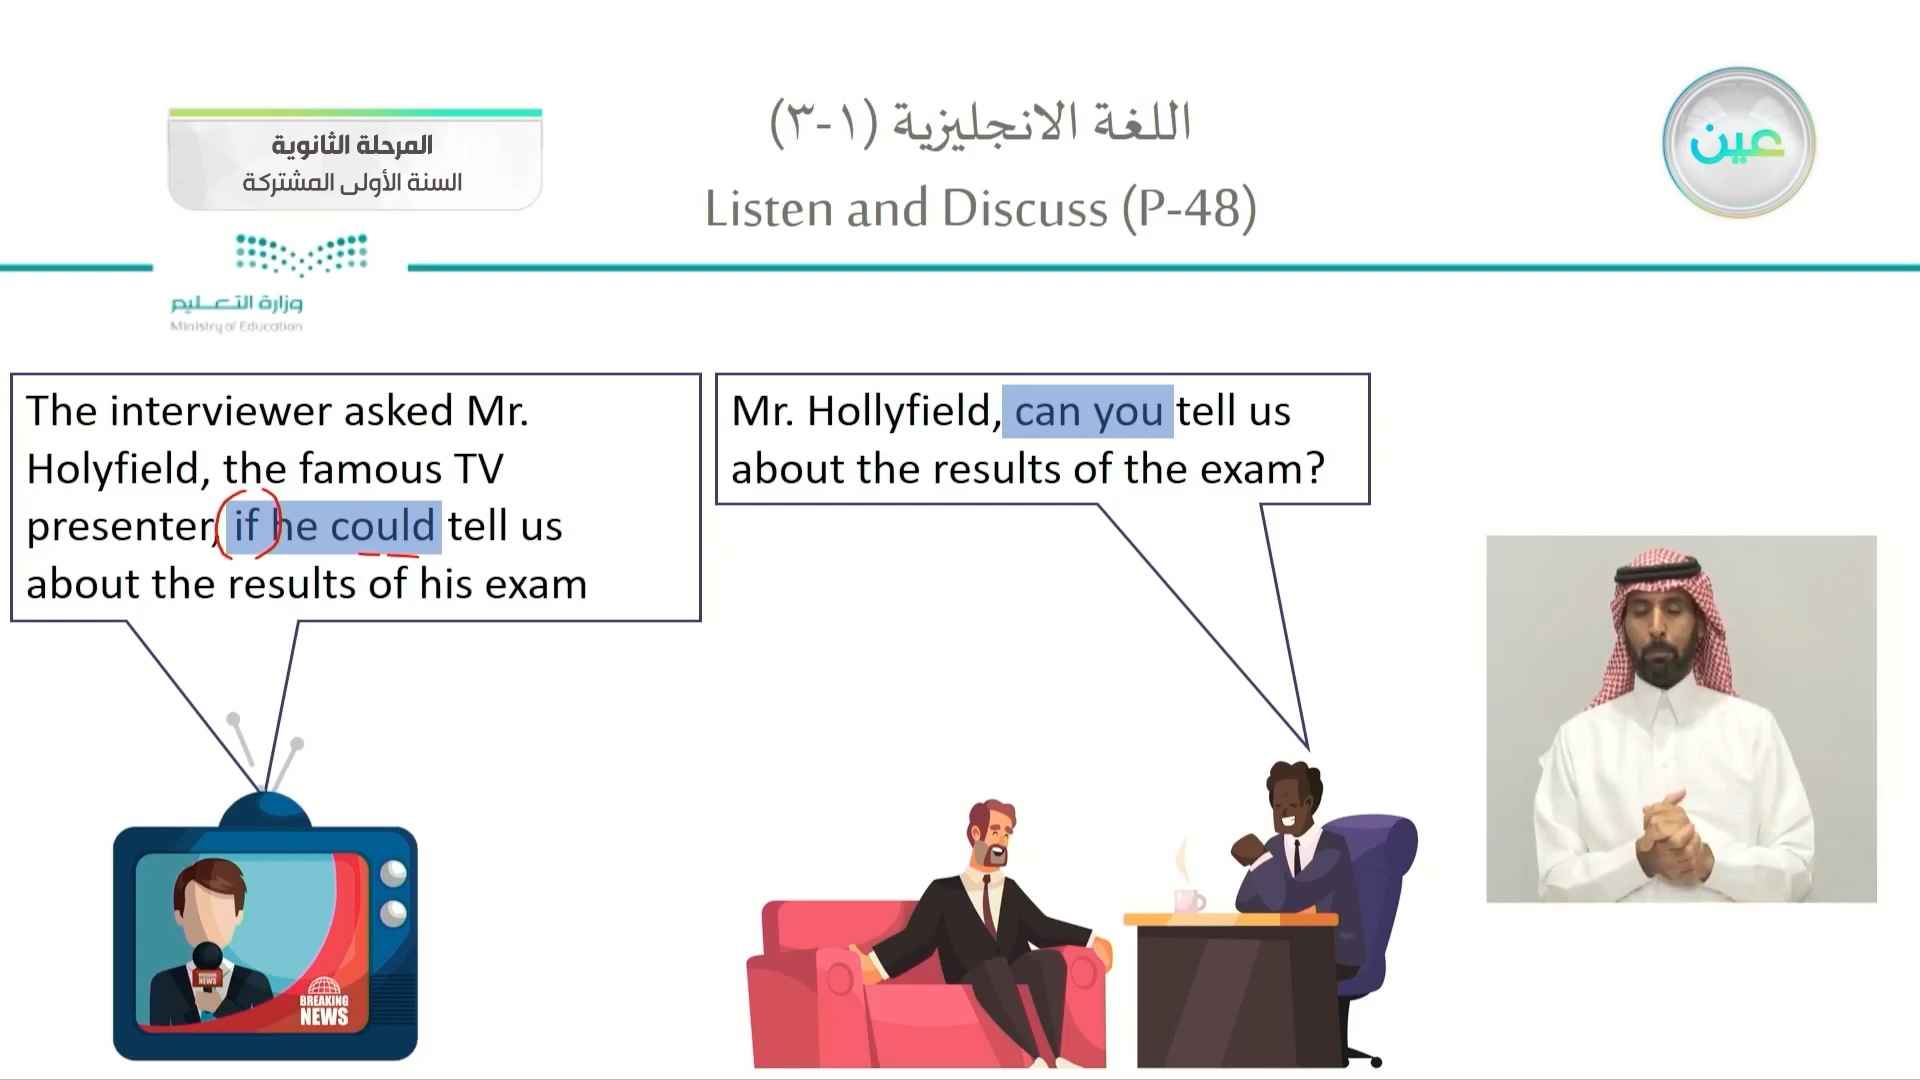 اللغة الانجليزية (١-٣)
Listen and Discuss (P-48)
المرحلة الثانوية
السنة الأولى المشتركة
عين
وزارة التعليم
Ministry of Education
The interviewer asked Mr.
Holyfield, the famous TV
presenter, if he could tell us
about the results of his exam
Mr. Hollyfield, can you tell us
about the results of the exam?
BREAKING
NEWS
BREAKING
NEWS